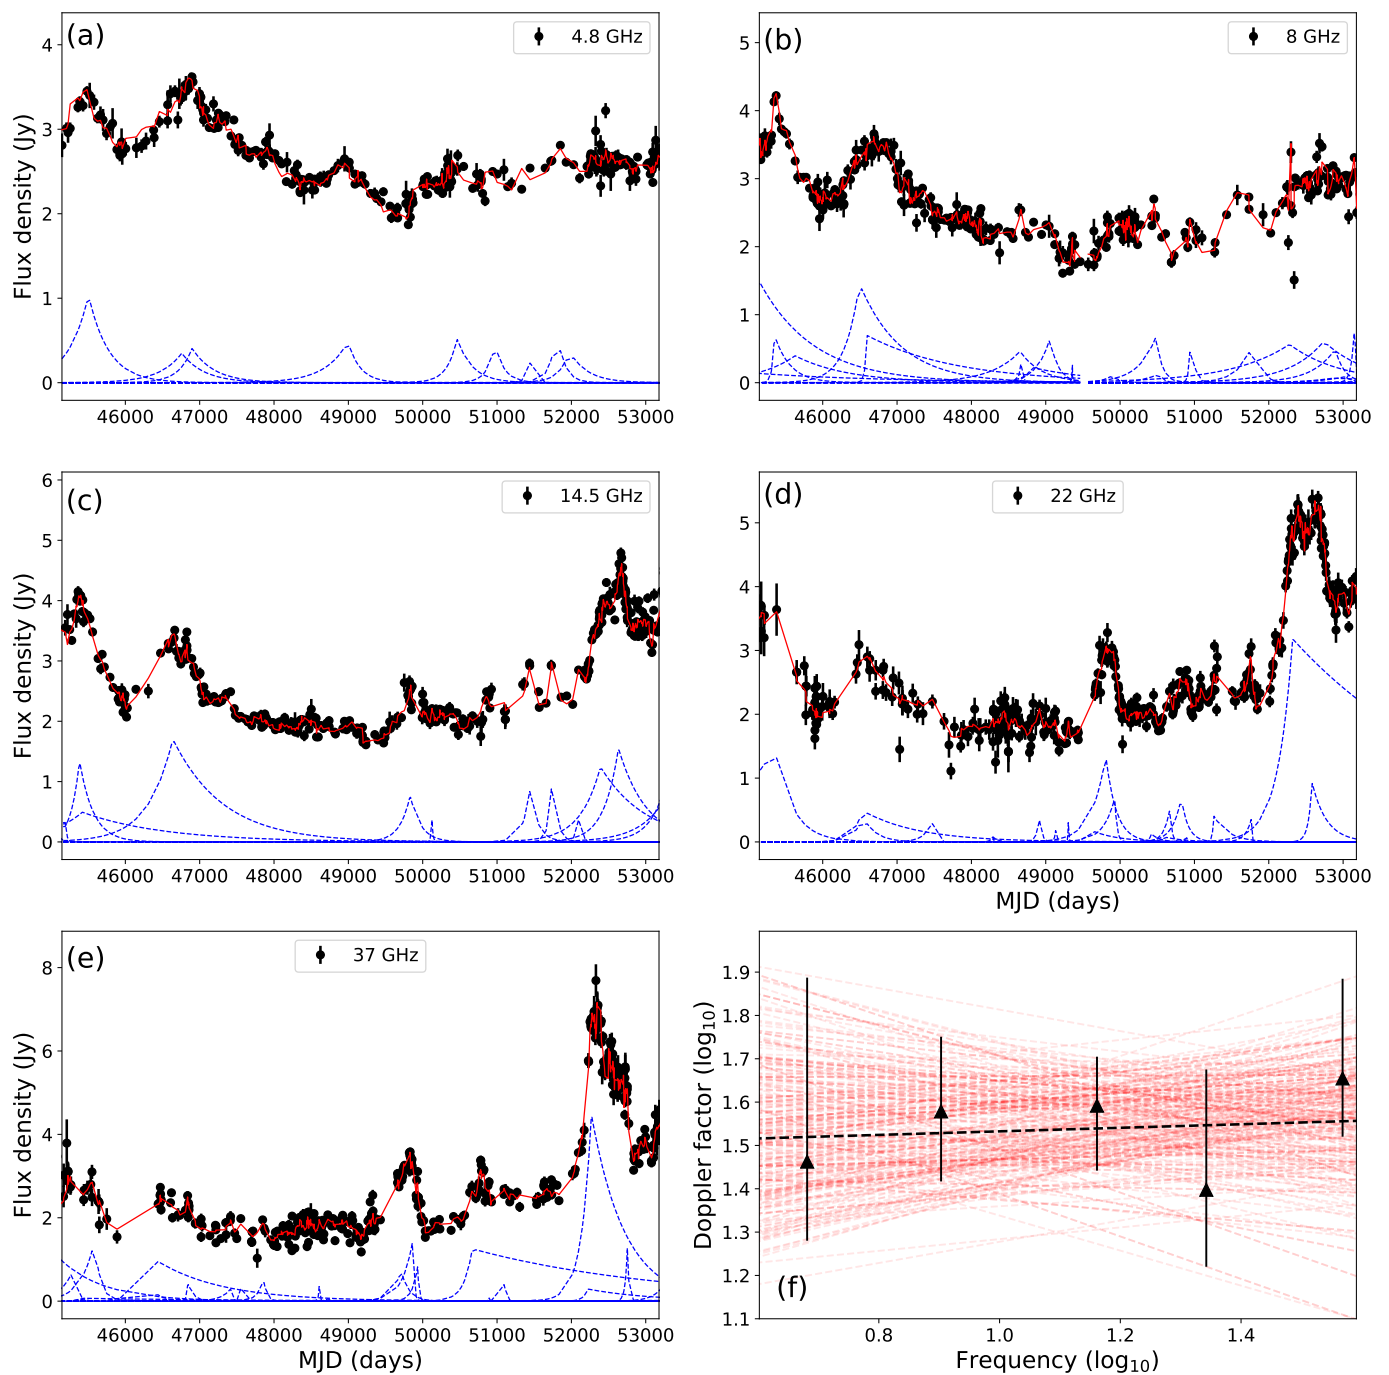 (a)
4.8 GHz
4
3
2
1
0
Flux density (Jy)
46000 47000 48000 49000 50000 51000 52000 53000
(b)
8 GHz
5
4
3
2
1
0
46000 47000 48000 49000 50000 51000 52000 53000
(c)
14.5 GHz
6
5
4
3
2
1
0
Flux density (Jy)
46000 47000 48000 49000 50000 51000 52000 53000
(d)
22 GHz
5
4
3
2
1
0
46000 47000 48000 49000 50000 51000 52000 53000
MJD (days)
(e)
37 GHz
8
6
4
2
0
Flux density (Jy)
46000 47000 48000 49000 50000 51000 52000 53000
MJD (days)
1.9
1.8
1.7
1.6
1.5
1.4
1.3
1.2
1.1
Doppler factor (log₁₀)
(f)
0.8 1.0 1.2 1.4
Frequency (log₁₀)